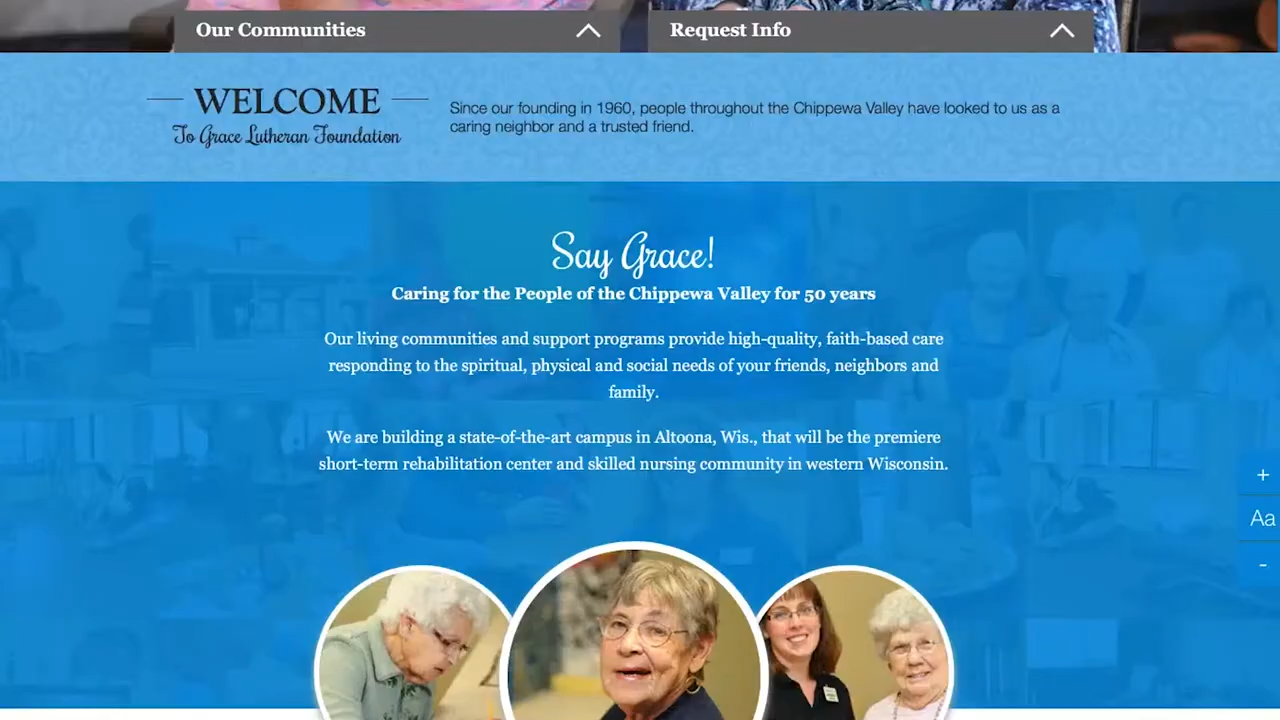 Our Communities
Request Info
WELCOME
To Grace Lutheran Foundation
Since our founding in 1960, people throughout the Chippewa Valley have looked to us as a
caring neighbor and a trusted friend.
Say Grace!
Caring for the People of the Chippewa Valley for 50 years
Our living communities and support programs provide high-quality, faith-based care
responding to the spiritual, physical and social needs of your friends, neighbors and
family.
We are building a state-of-the-art campus in Altoona, Wis., that will be the premiere
short-term rehabilitation center and skilled nursing community in western Wisconsin.
+
Aa
-